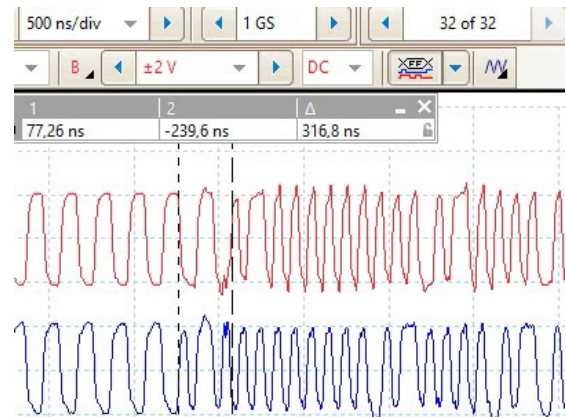 500 ns/div 1 GS 32 of 32
B ±2 V DC XFFX
1 2 Δ
77,26 ns -239,6 ns 316,8 ns